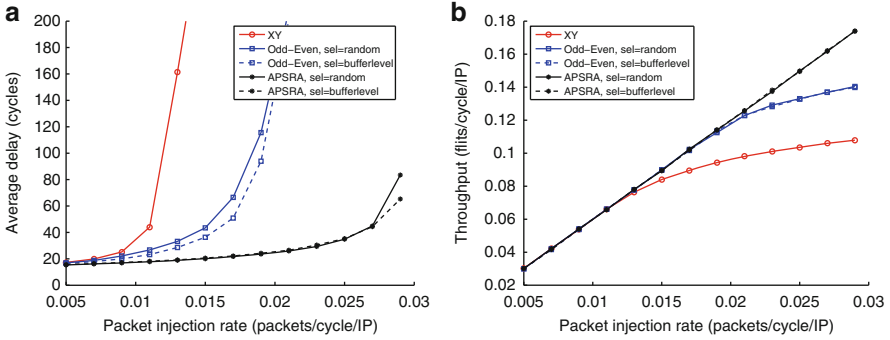 a
200
180
160
140
120
100
80
60
40
20
0
0.005
0.01
0.015
0.02
0.025
0.03
Average delay (cycles)
Packet injection rate (packets/cycle/IP)
XY
Odd−Even, sel=random
Odd−Even, sel=bufferlevel
APSRA, sel=random
APSRA, sel=bufferlevel
b
0.18
0.16
0.14
0.12
0.1
0.08
0.06
0.04
0.02
0.005
0.01
0.015
0.02
0.025
0.03
Throughput (flits/cycle/IP)
Packet injection rate (packets/cycle/IP)
XY
Odd−Even, sel=random
Odd−Even, sel=bufferlevel
APSRA, sel=random
APSRA, sel=bufferlevel